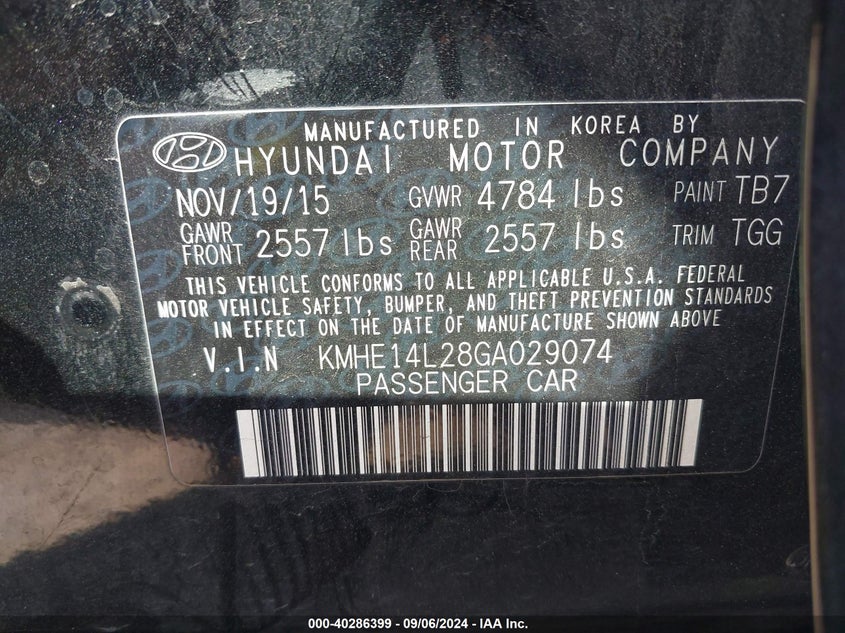 MANUFACTURED IN KOREA BY
HYUNDAI MOTOR COMPANY
NOV/19/15 GVWR 4784 lbs PAINT TB7
GAWR FRONT 2557 lbs GAWR REAR 2557 lbs TRIM TGG
THIS VEHICLE CONFORMS TO ALL APPLICABLE U.S.A. FEDERAL
MOTOR VEHICLE SAFETY, BUMPER, AND THEFT PREVENTION STANDARDS
IN EFFECT ON THE DATE OF MANUFACTURE SHOWN ABOVE
V.I.N KMHE14L28GA029074
PASSENGER CAR
000-40286399 - 09/06/2024 - IAA Inc.